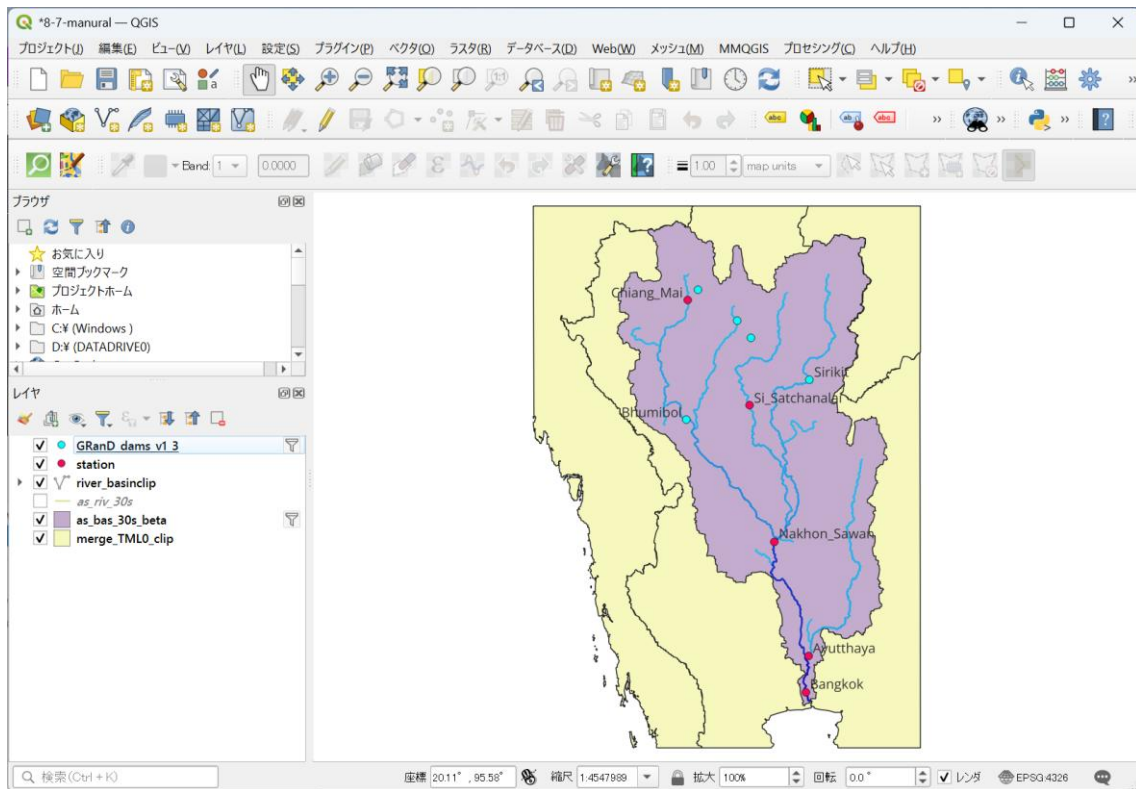 *8-7-manural — QGIS
プロジェクト(J) 編集(E) ビュー(V) レイヤ(L) 設定(S) プラグイン(P) ベクタ(O) ラスタ(R) データベース(D) Web(W) メッシュ(M) MMQGIS プロセシング(C) ヘルプ(H)
Band: 1 0.0000 1.00 map units
ブラウザ
お気に入り
空間ブックマーク
プロジェクトホーム
ホーム
C:¥ (Windows )
D:¥ (DATADRIVE0)
レイヤ
GRanD_dams_v1_3
station
river_basinclip
as_riv_30s
as_bas_30s_beta
merge_TML0_clip
Chiang_Mai
Sirikit
Si_Satchanalai
Bhumibol
Nakhon_Sawan
Ayutthaya
Bangkok
検索(Ctrl + K) 座標 20.11° , 95.58° 縮尺 1:4547989 拡大 100% 回転 0.0 ° レンダ EPSG:4326